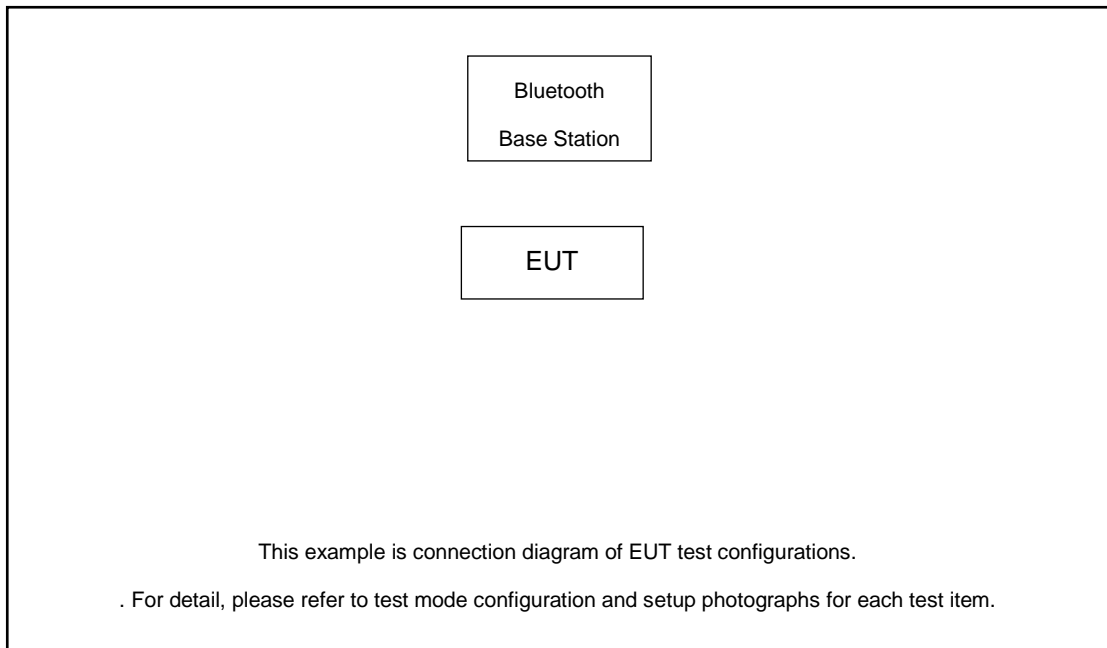 Bluetooth
Base Station
EUT
This example is connection diagram of EUT test configurations.
. For detail, please refer to test mode configuration and setup photographs for each test item.